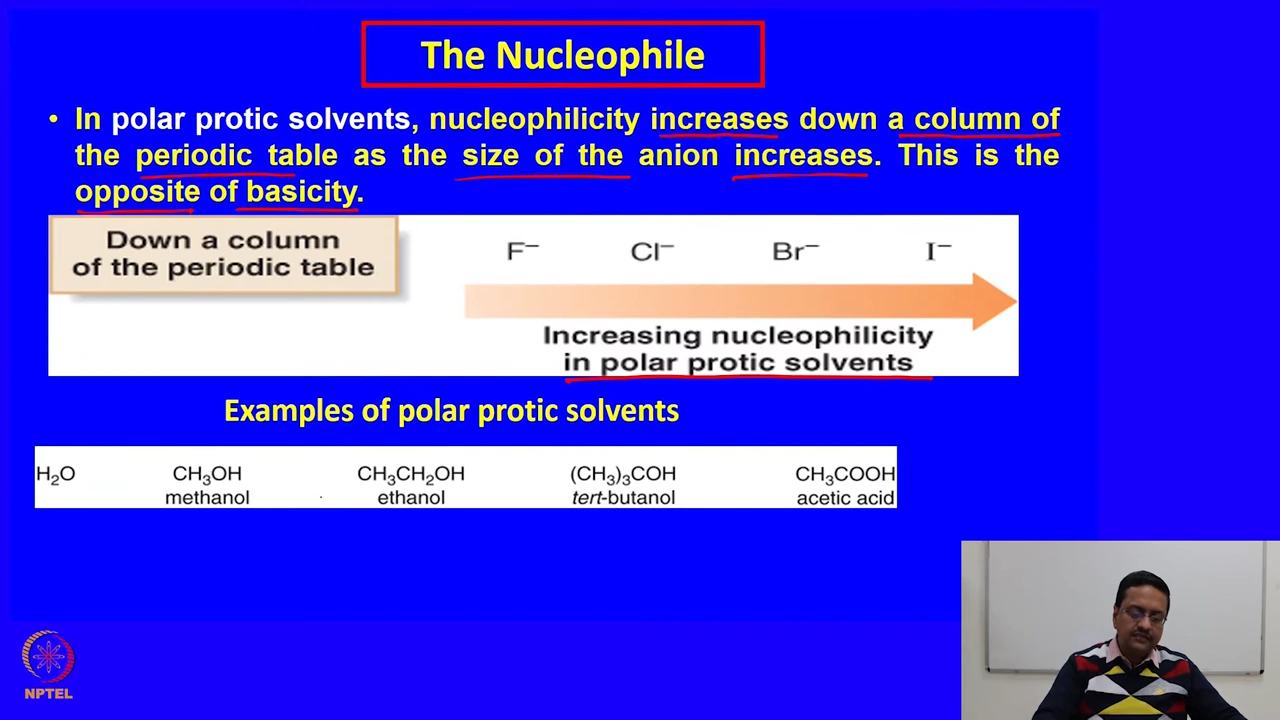 The Nucleophile
• In polar protic solvents, nucleophilicity increases down a column of
the periodic table as the size of the anion increases. This is the
opposite of basicity.
Down a column
of the periodic table
F⁻ Cl⁻ Br⁻ I⁻
Increasing nucleophilicity
in polar protic solvents
Examples of polar protic solvents
H₂O CH₃OH CH₃CH₂OH (CH₃)₃COH CH₃COOH
methanol ethanol tert-butanol acetic acid
NPTEL